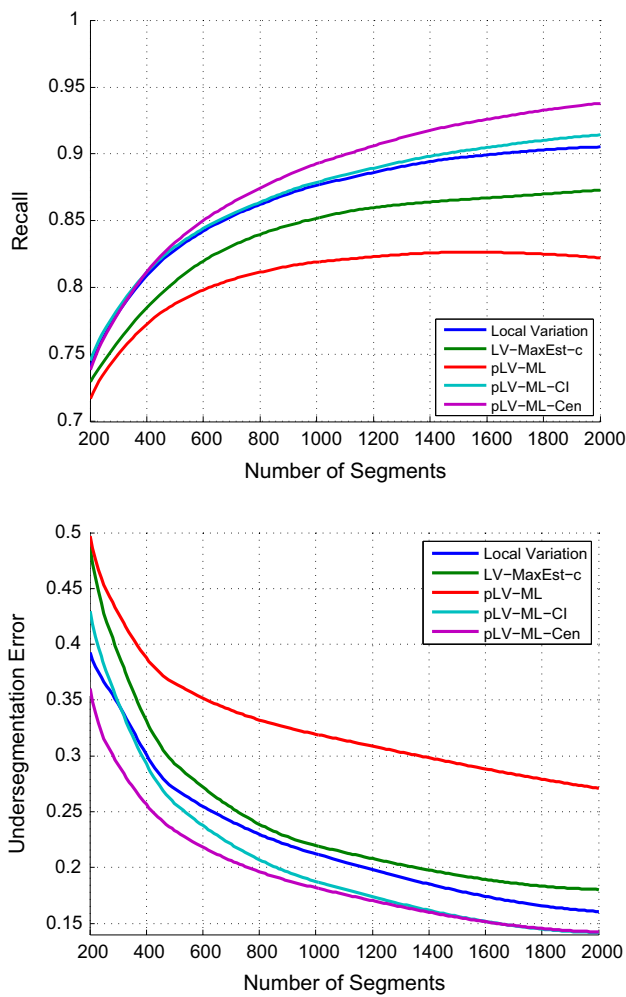 1
0.95
0.9
0.85
0.8
0.75
0.7
Recall
Local Variation
LV-MaxEst-c
pLV-ML
pLV-ML-CI
pLV-ML-Cen
200 400 600 800 1000 1200 1400 1600 1800 2000
Number of Segments
0.5
0.45
0.4
0.35
0.3
0.25
0.2
0.15
Undersegmentation Error
Local Variation
LV-MaxEst-c
pLV-ML
pLV-ML-CI
pLV-ML-Cen
200 400 600 800 1000 1200 1400 1600 1800 2000
Number of Segments